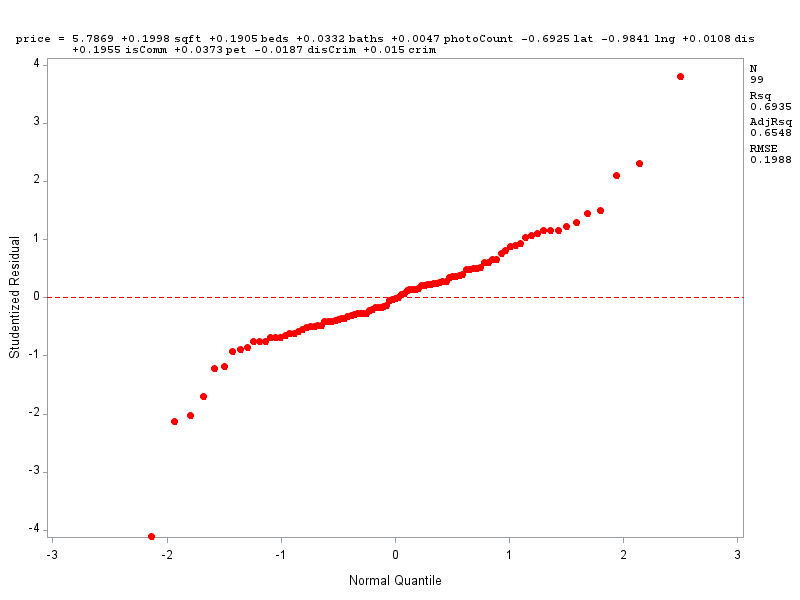 price = 5.7869 +0.1998 sqft +0.1905 beds +0.0332 baths +0.0047 photoCount -0.6925 lat -0.9841 lng +0.0108 dis
+0.1955 isComm +0.0373 pet -0.0187 disCrim +0.015 crim
N
99
Rsq
0.6935
AdjRsq
0.6548
RMSE
0.1988
4
3
2
1
0
-1
-2
-3
-4
Studentized Residual
-3 -2 -1 0 1 2 3
Normal Quantile